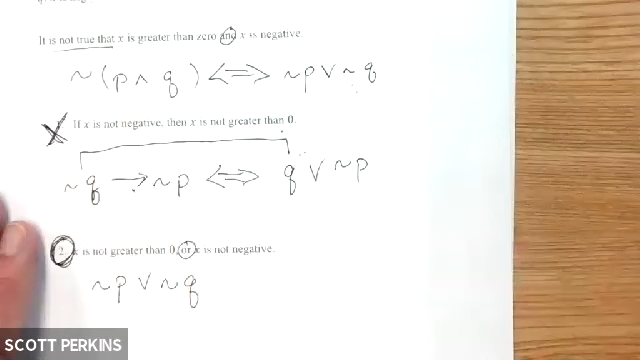 It is not true that x is greater than zero and x is negative.
~(p ∧ q) <=> ~p ∨ ~q
If x is not negative, then x is not greater than 0.
~q → ~p <=> q ∨ ~p
2. x is not greater than 0, or x is not negative.
~p ∨ ~q
SCOTT PERKINS